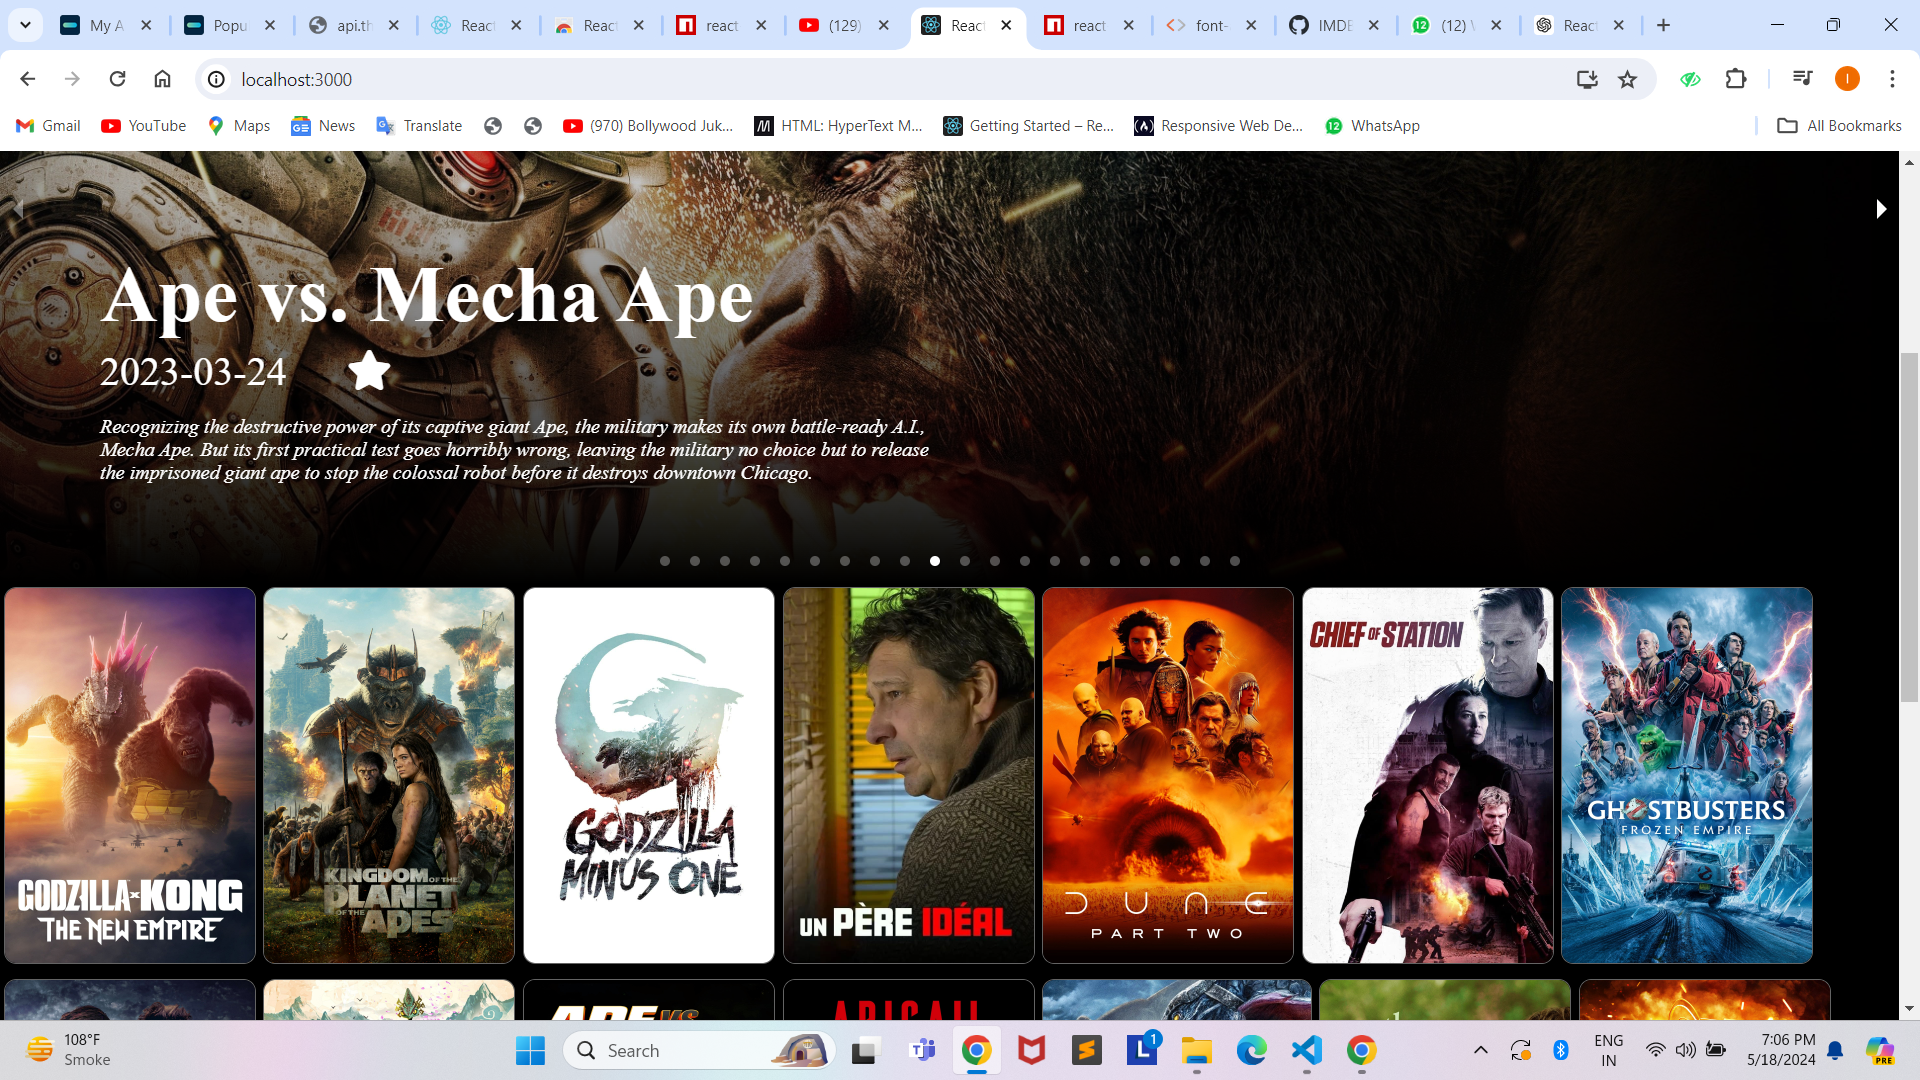 My A
Popu
api.th
React
React
react
(129)
React
react
font-
IMDE
(12)
React
localhost:3000
I
Gmail
YouTube
Maps
News
Translate
(970) Bollywood Juk...
HTML: HyperText M...
Getting Started – Re...
Responsive Web De...
WhatsApp
All Bookmarks
Ape vs. Mecha Ape
2023-03-24
Recognizing the destructive power of its captive giant Ape, the military makes its own battle-ready A.I.,
Mecha Ape. But its first practical test goes horribly wrong, leaving the military no choice but to release
the imprisoned giant ape to stop the colossal robot before it destroys downtown Chicago.
GODZILLA x KONG
THE NEW EMPIRE
KINGDOM OF THE
PLANET
OF THE APES
GODZILLA
MINUS ONE
UN PÈRE IDÉAL
DUNE
PART TWO
CHIEF OF STATION
GHOSTBUSTERS
FROZEN EMPIRE
APE VS
ABIGAIL
108°F
Smoke
Search
1
ENG
IN
7:06 PM
5/18/2024
PRE